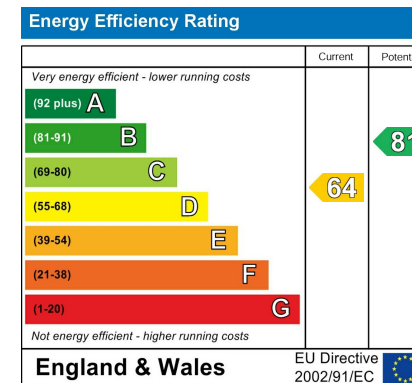 Energy Efficiency Rating
Current Potent
Very energy efficient - lower running costs
(92 plus) A
(81-91) B
81
(69-80) C
64
(55-68) D
(39-54) E
(21-38) F
(1-20) G
Not energy efficient - higher running costs
England & Wales
EU Directive
2002/91/EC